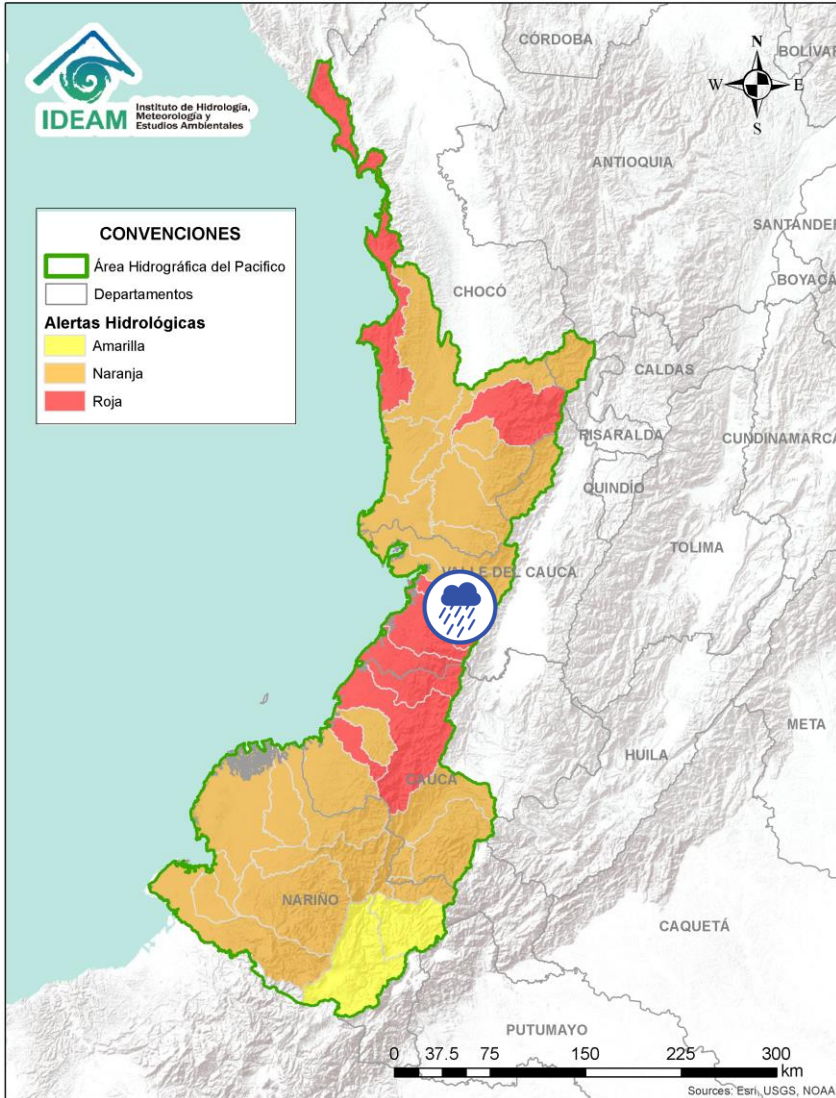 CÓRDOBA
BOLÍVAR
N
W E
S
IDEAM
Instituto de Hidrología,
Meteorología y
Estudios Ambientales
ANTIOQUIA
SANTANDER
CONVENCIONES
Área Hidrográfica del Pacifico
Departamentos
Alertas Hidrológicas
Amarilla
Naranja
Roja
BOYACÁ
CHOCÓ
CALDAS
RISARALDA
CUNDINAMARCA
QUINDÍO
TOLIMA
VALLE DEL CAUCA
META
HUILA
CAUCA
NARIÑO
CAQUETÁ
PUTUMAYO
0 37.5 75 150 225 300
km
Sources: Esri, USGS, NOAA